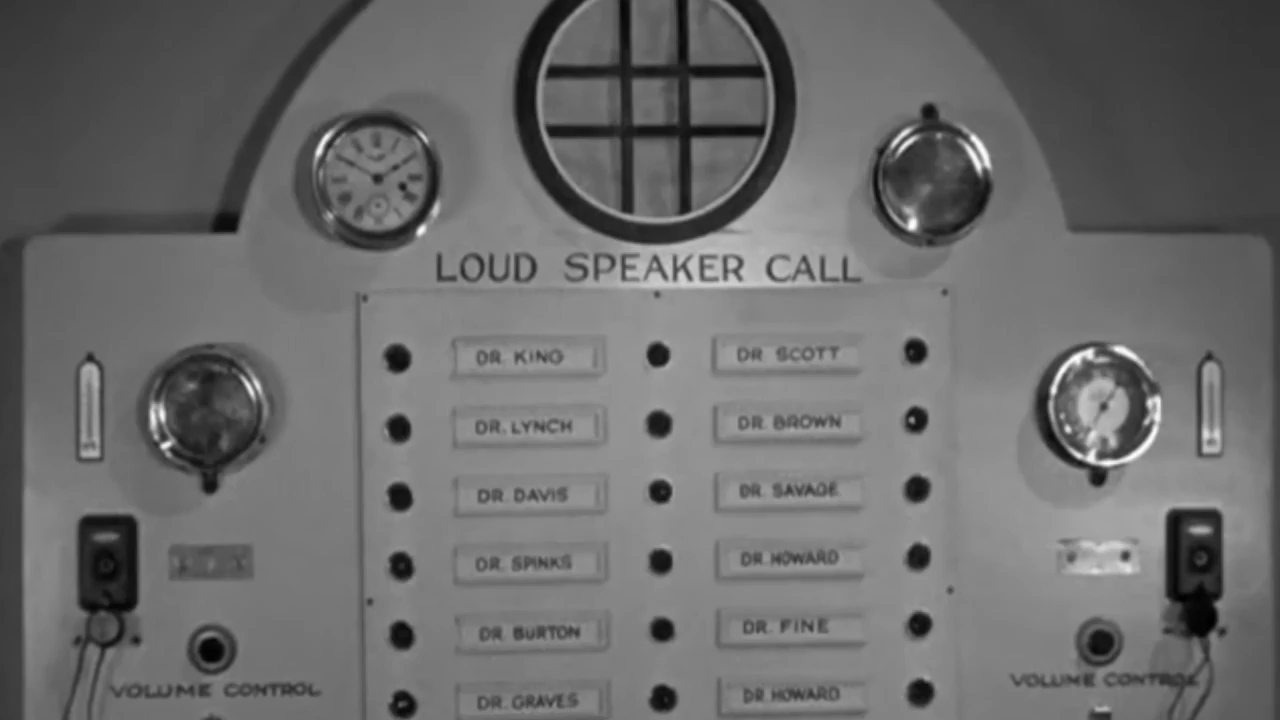 LOUD SPEAKER CALL
DR. KING
DR. SCOTT
DR. LYNCH
DR. BROWN
DR. DAVIS
DR. SAVAGE
DR. SPINKS
DR. HOWARD
DR. BURTON
DR. FINE
DR. GRAVES
DR. HOWARD
VOLUME CONTROL
VOLUME CONTROL